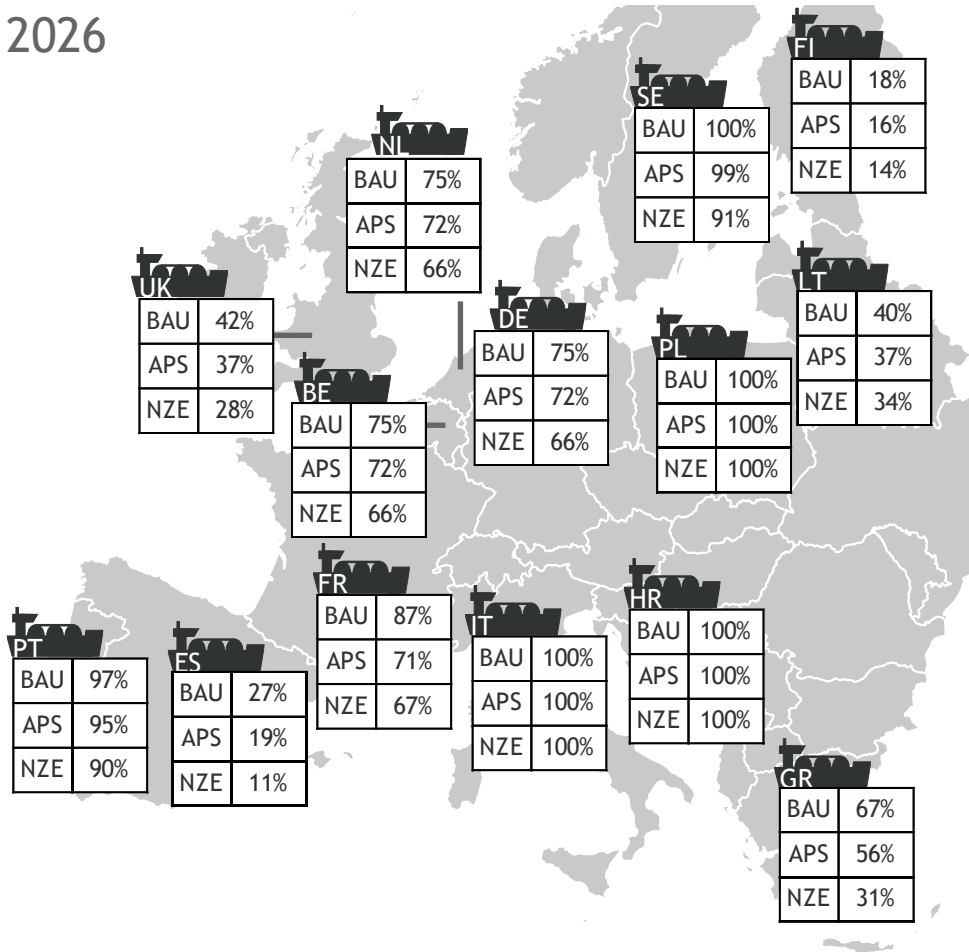 2026
FI
BAU 18%
APS 16%
NZE 14%
SE
BAU 100%
APS 99%
NZE 91%
NL
BAU 75%
APS 72%
NZE 66%
UK
BAU 42%
APS 37%
NZE 28%
LT
BAU 40%
APS 37%
NZE 34%
DE
BAU 75%
APS 72%
NZE 66%
PL
BAU 100%
APS 100%
NZE 100%
BE
BAU 75%
APS 72%
NZE 66%
FR
BAU 87%
APS 71%
NZE 67%
HR
BAU 100%
APS 100%
NZE 100%
IT
BAU 100%
APS 100%
NZE 100%
PT
BAU 97%
APS 95%
NZE 90%
ES
BAU 27%
APS 19%
NZE 11%
GR
BAU 67%
APS 56%
NZE 31%